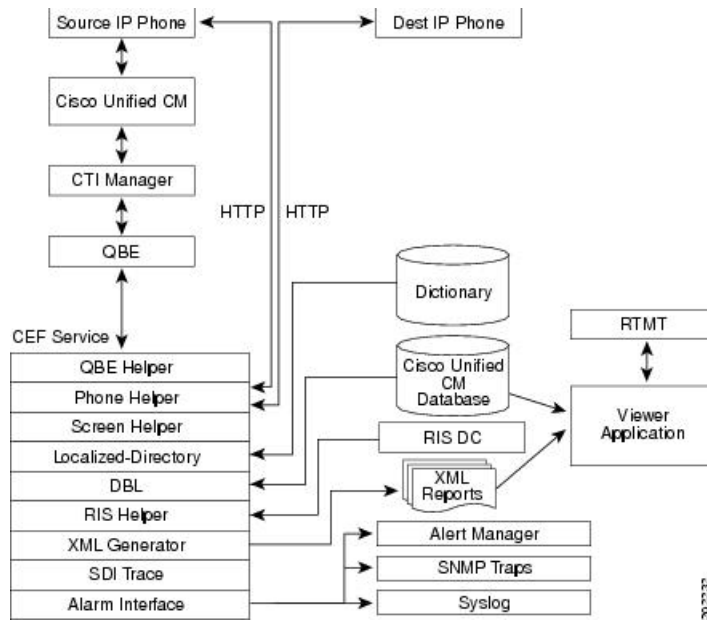 Source IP Phone
Dest IP Phone
Cisco Unified CM
CTI Manager
HTTP
HTTP
QBE
Dictionary
CEF Service
RTMT
QBE Helper
Phone Helper
Screen Helper
Localized-Directory
DBL
RIS Helper
XML Generator
SDI Trace
Alarm Interface
Cisco Unified
CM
Database
Viewer
Application
RIS DC
XML
Reports
Alert Manager
SNMP Traps
Syslog